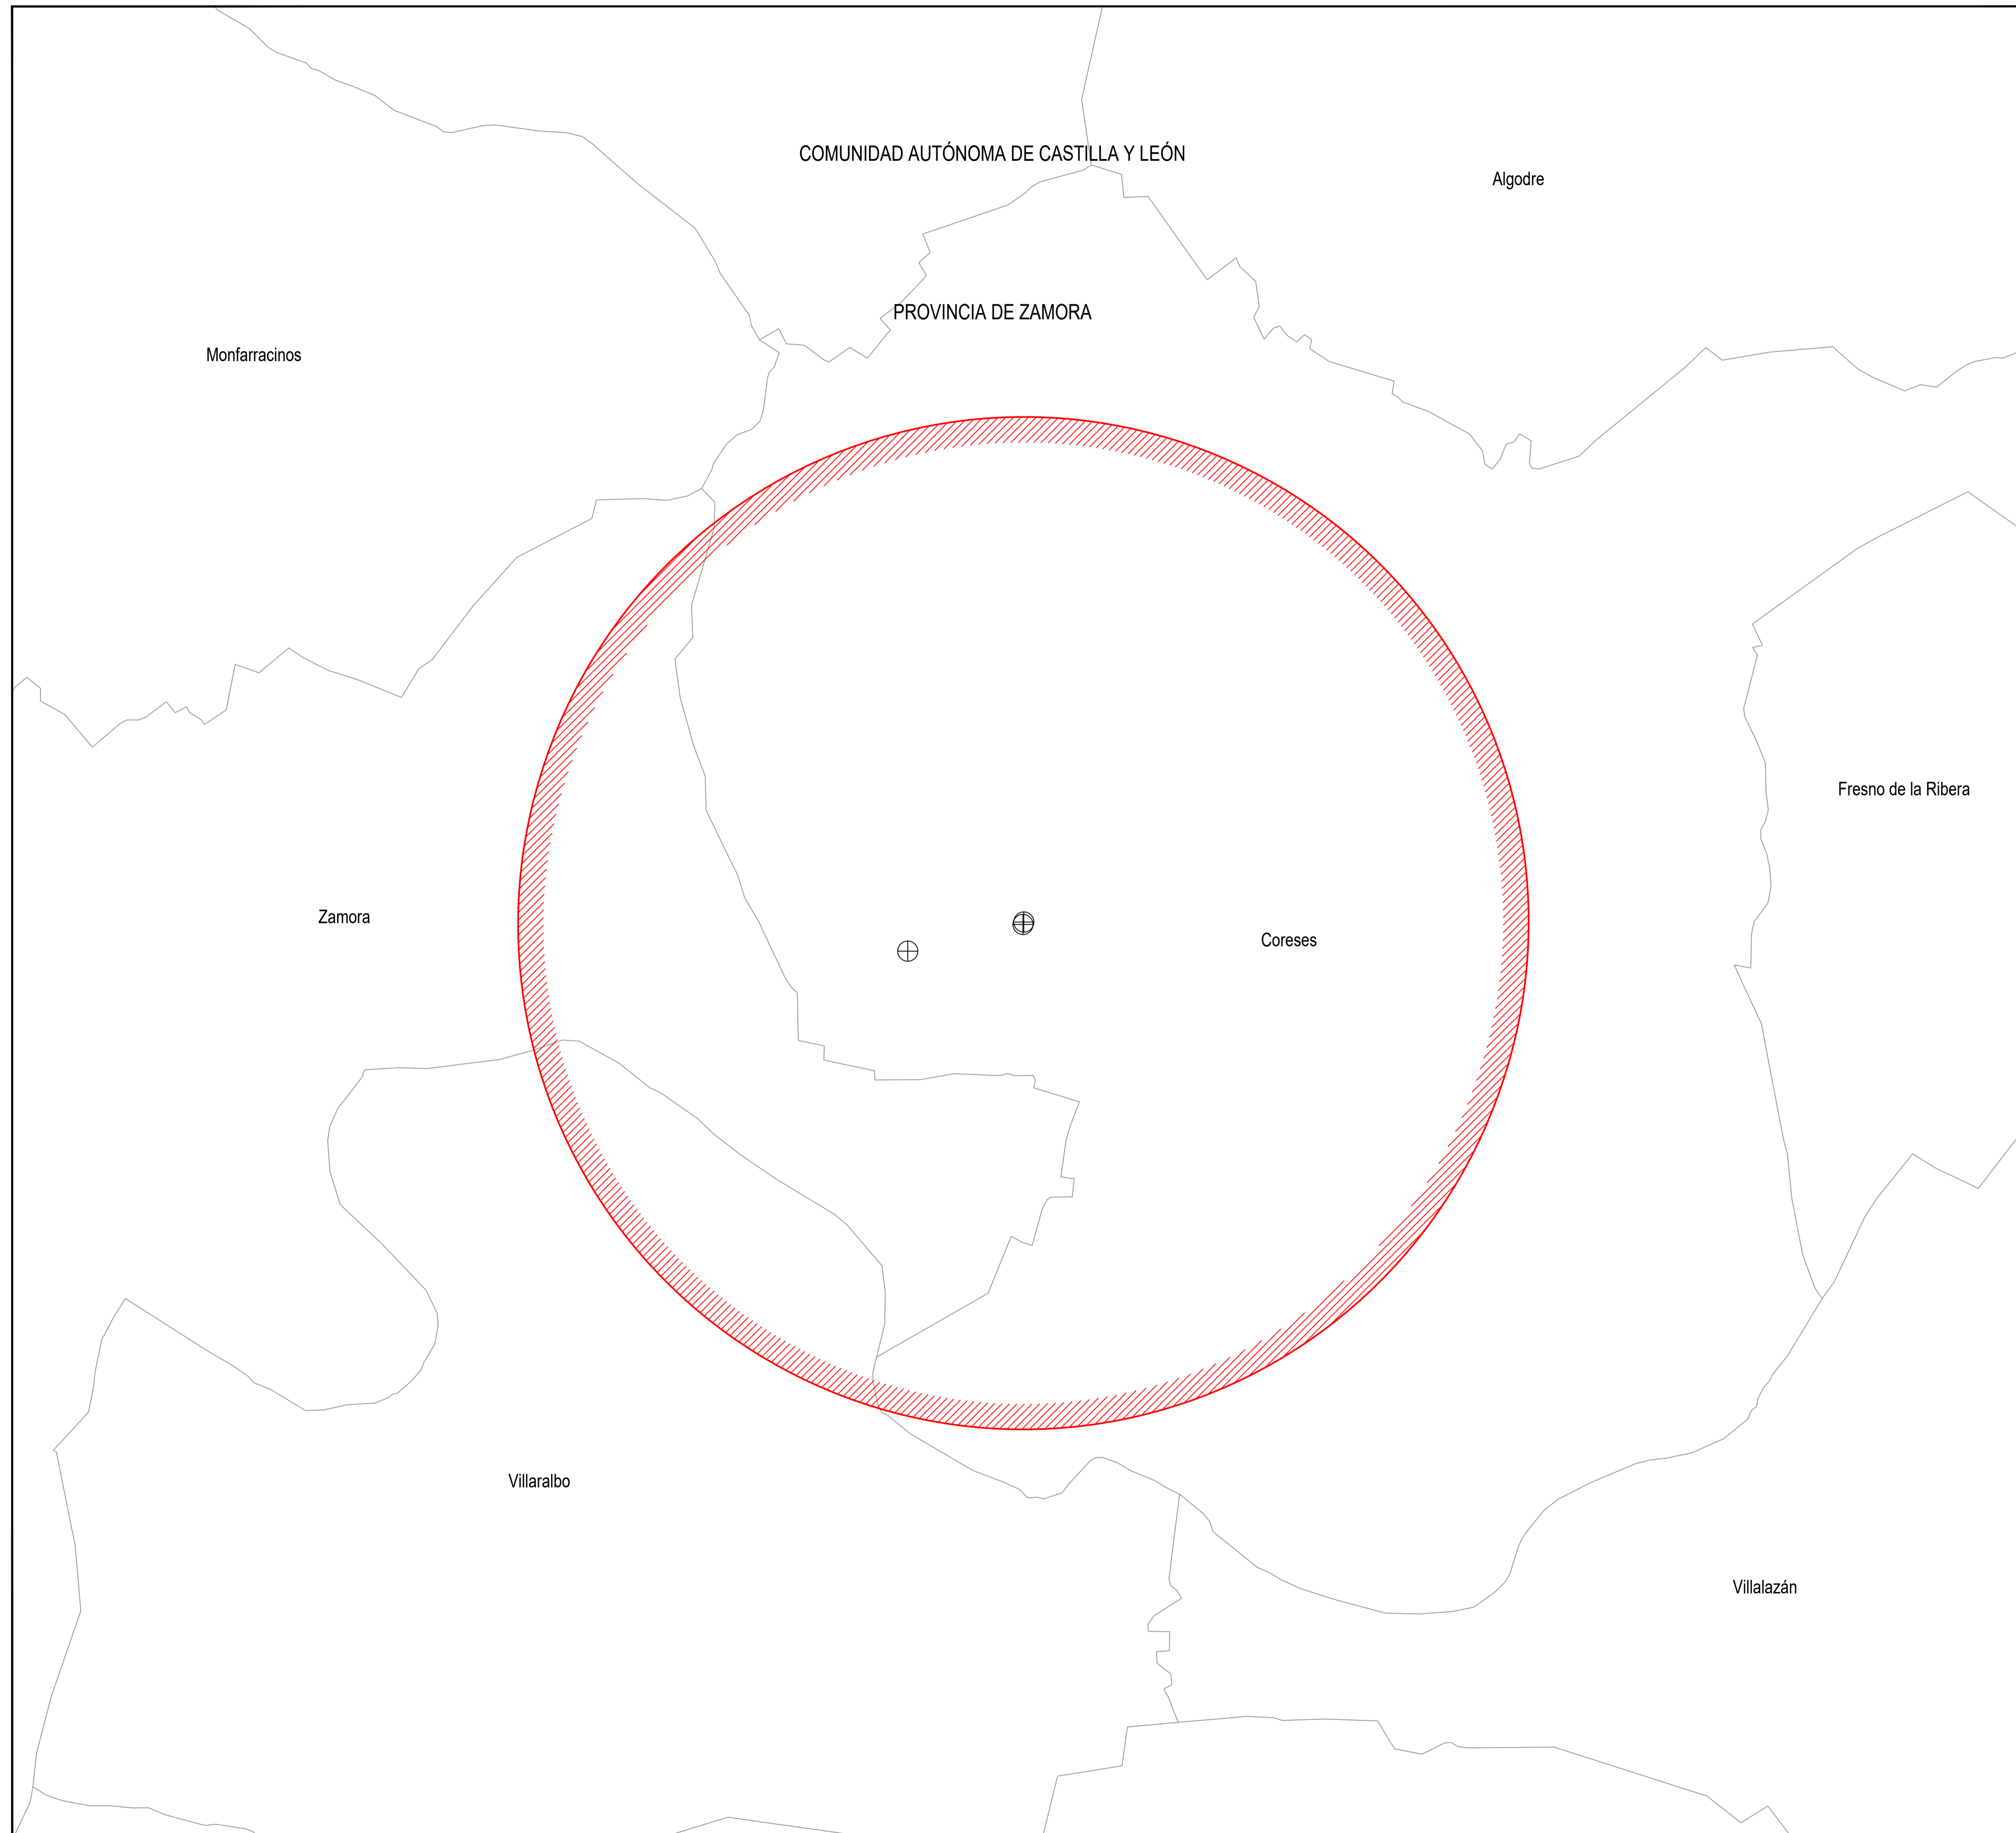 COMUNIDAD AUTÓNOMA DE CASTILLA Y LEÓN
Algodre
PROVINCIA DE ZAMORA
Monfarracinos
Fresno de la Ribera
Zamora
Coreses
Villaralbo
Villalazán